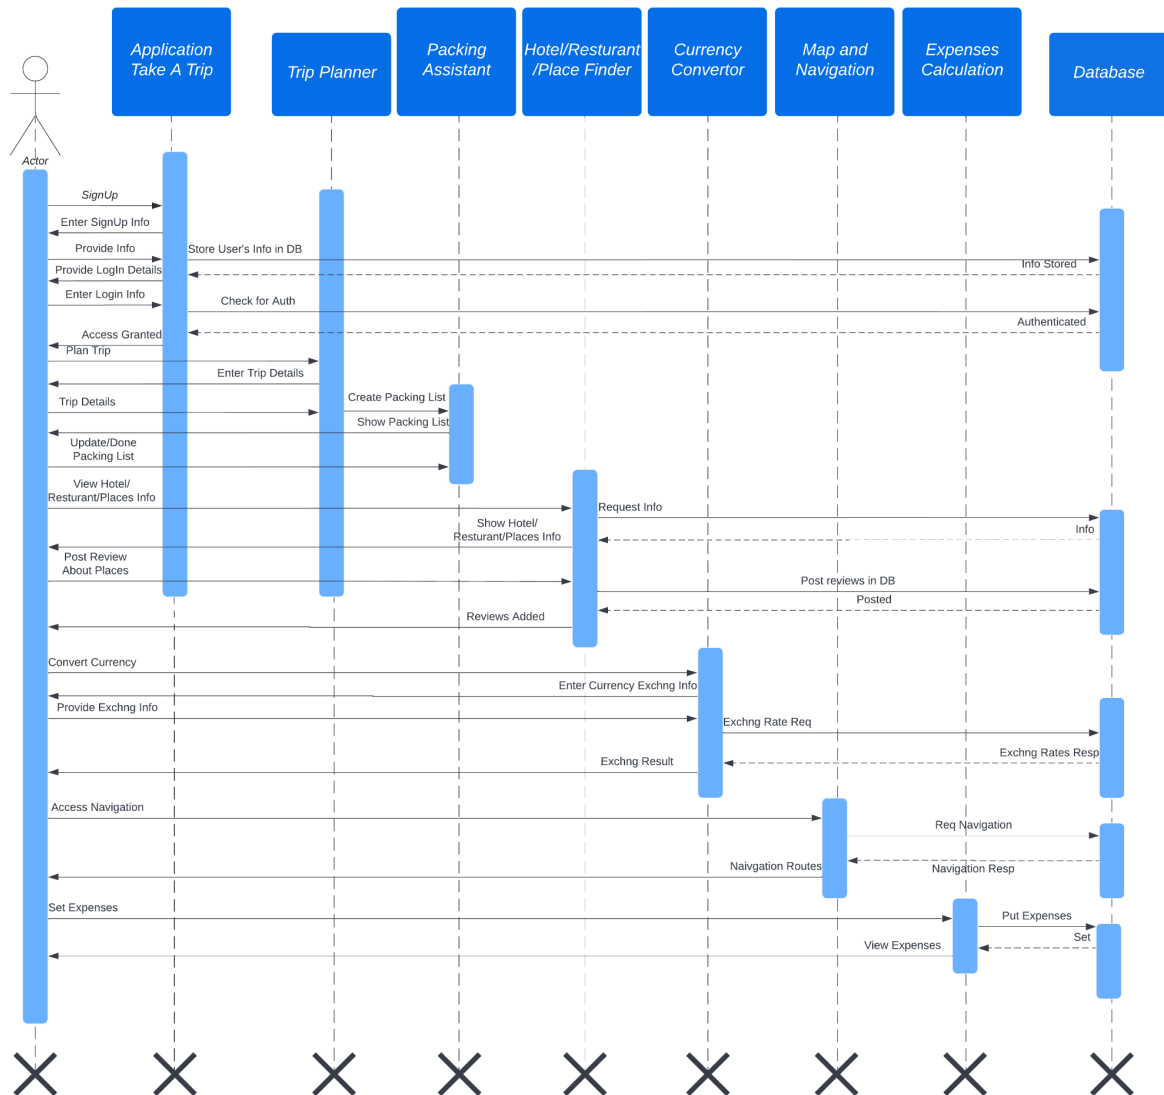 Application
Take A Trip
Trip Planner
Packing
Assistant
Hotel/Resturant
/Place Finder
Currency
Convertor
Map and
Navigation
Expenses
Calculation
Database
Actor
SignUp
Enter SignUp Info
Provide Info
Store User's Info in DB
Info Stored
Provide LogIn Details
Enter Login Info
Check for Auth
Authenticated
Access Granted
Plan Trip
Enter Trip Details
Trip Details
Create Packing List
Show Packing List
Update/Done
Packing List
View Hotel/
Resturant/Places Info
Request Info
Info
Show Hotel/
Resturant/Places Info
Post Review
About Places
Post reviews in DB
Posted
Reviews Added
Convert Currency
Enter Currency Exchng Info
Provide Exchng Info
Exchng Rate Req
Exchng Rates Resp
Exchng Result
Access Navigation
Req Navigation
Navigation Resp
Naivgation Routes
Set Expenses
Put Expenses
Set
View Expenses